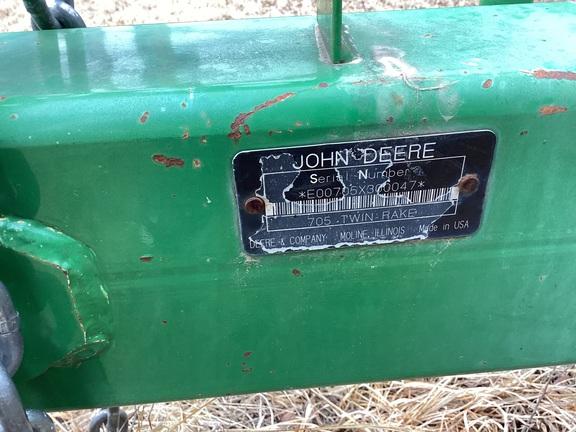 JOHN DEERE
Serial Number
*E00705X300047*
705 TWIN RAKE
DEERE & COMPANY MOLINE, ILLINOIS Made in USA